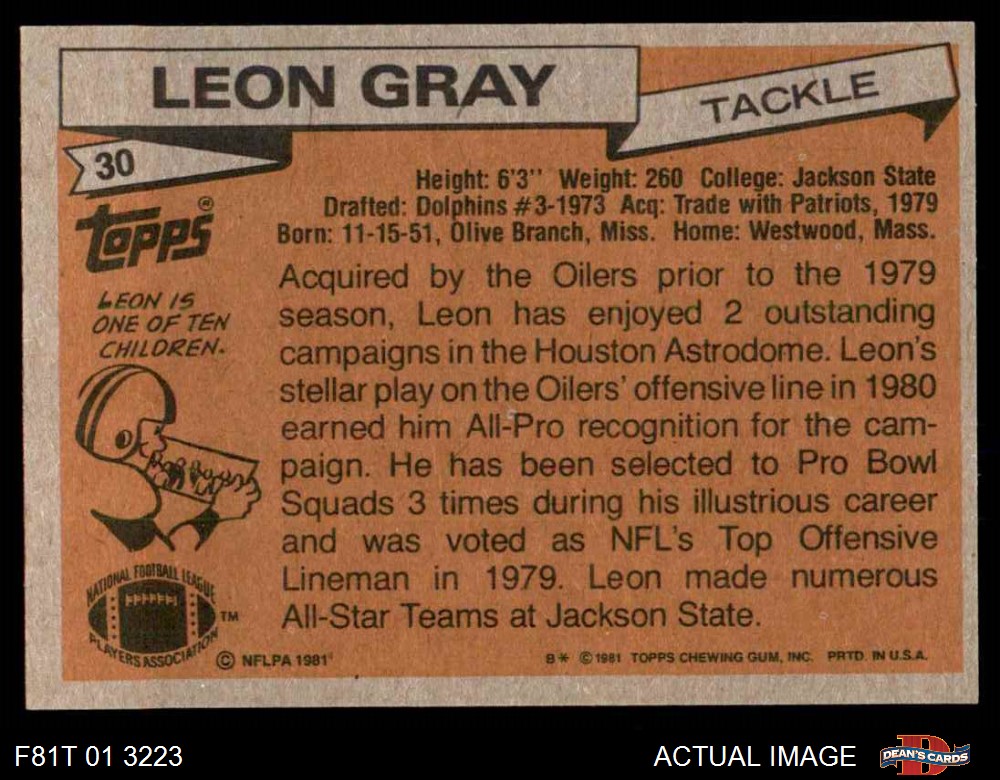 LEON GRAY
TACKLE
30
topps®
Height: 6'3'' Weight: 260 College: Jackson State
Drafted: Dolphins #3-1973 Acq: Trade with Patriots, 1979
Born: 11-15-51, Olive Branch, Miss. Home: Westwood, Mass.
LEON IS
ONE OF TEN
CHILDREN.
Acquired by the Oilers prior to the 1979
season, Leon has enjoyed 2 outstanding
campaigns in the Houston Astrodome. Leon's
stellar play on the Oilers' offensive line in 1980
earned him All-Pro recognition for the cam-
paign. He has been selected to Pro Bowl
Squads 3 times during his illustrious career
and was voted as NFL's Top Offensive
Lineman in 1979. Leon made numerous
All-Star Teams at Jackson State.
NATIONAL FOOTBALL LEAGUE
PLAYERS ASSOCIATION
TM
© NFLPA 1981
B* © 1981 TOPPS CHEWING GUM, INC. PRTD. IN U.S.A.
F81T 01 3223
ACTUAL IMAGE
DEAN'S CARDS